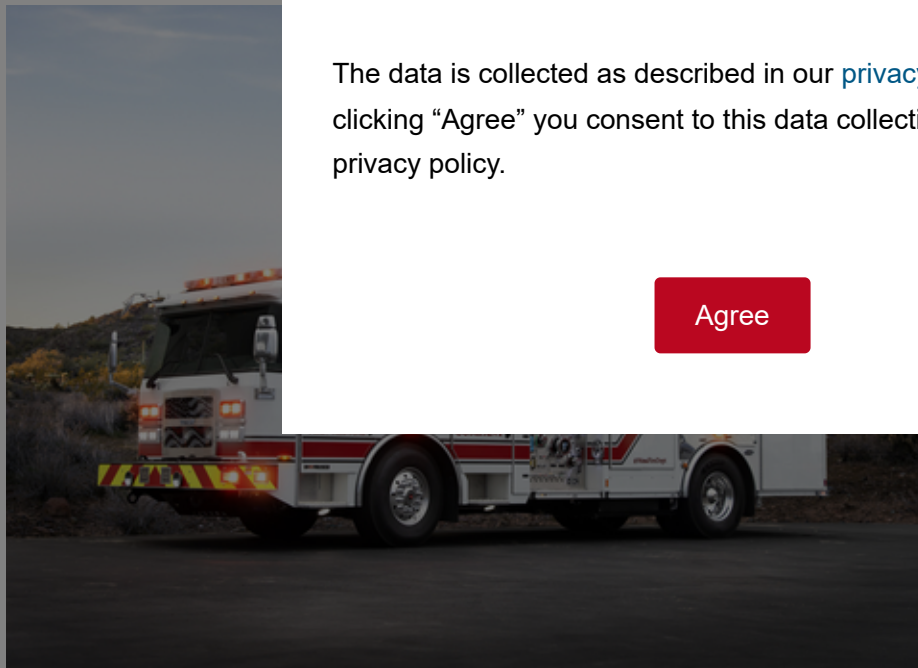 The data is collected as described in our privacy
clicking “Agree” you consent to this data collecti
privacy policy.
Agree